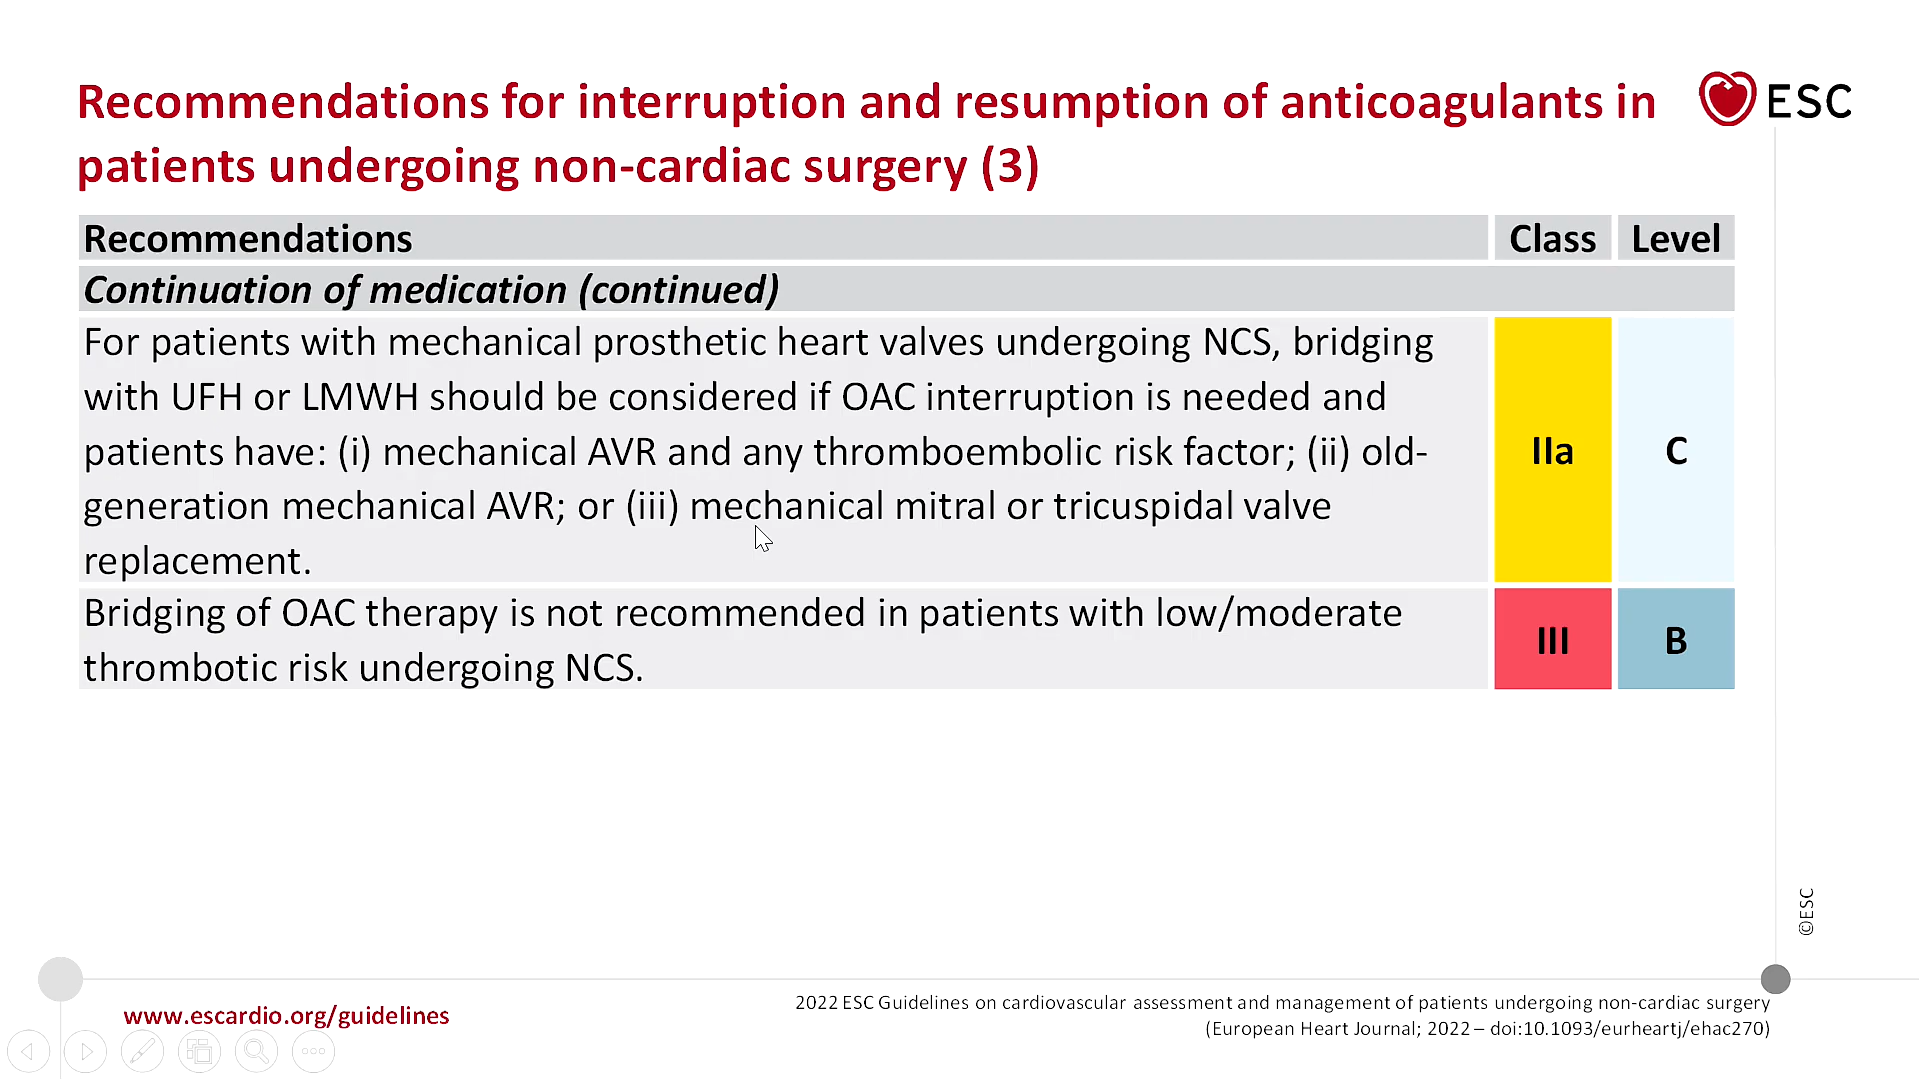 Recommendations for interruption and resumption of anticoagulants in
patients undergoing non-cardiac surgery (3)
ESC
Recommendations Class Level
Continuation of medication (continued)
For patients with mechanical prosthetic heart valves undergoing NCS, bridging
with UFH or LMWH should be considered if OAC interruption is needed and
patients have: (i) mechanical AVR and any thromboembolic risk factor; (ii) old-
generation mechanical AVR; or (iii) mechanical mitral or tricuspidal valve
replacement.
IIa C
Bridging of OAC therapy is not recommended in patients with low/moderate
thrombotic risk undergoing NCS.
III B
©ESC
www.escardio.org/guidelines
2022 ESC Guidelines on cardiovascular assessment and management of patients undergoing non-cardiac surgery
(European Heart Journal; 2022 – doi:10.1093/eurheartj/ehac270)